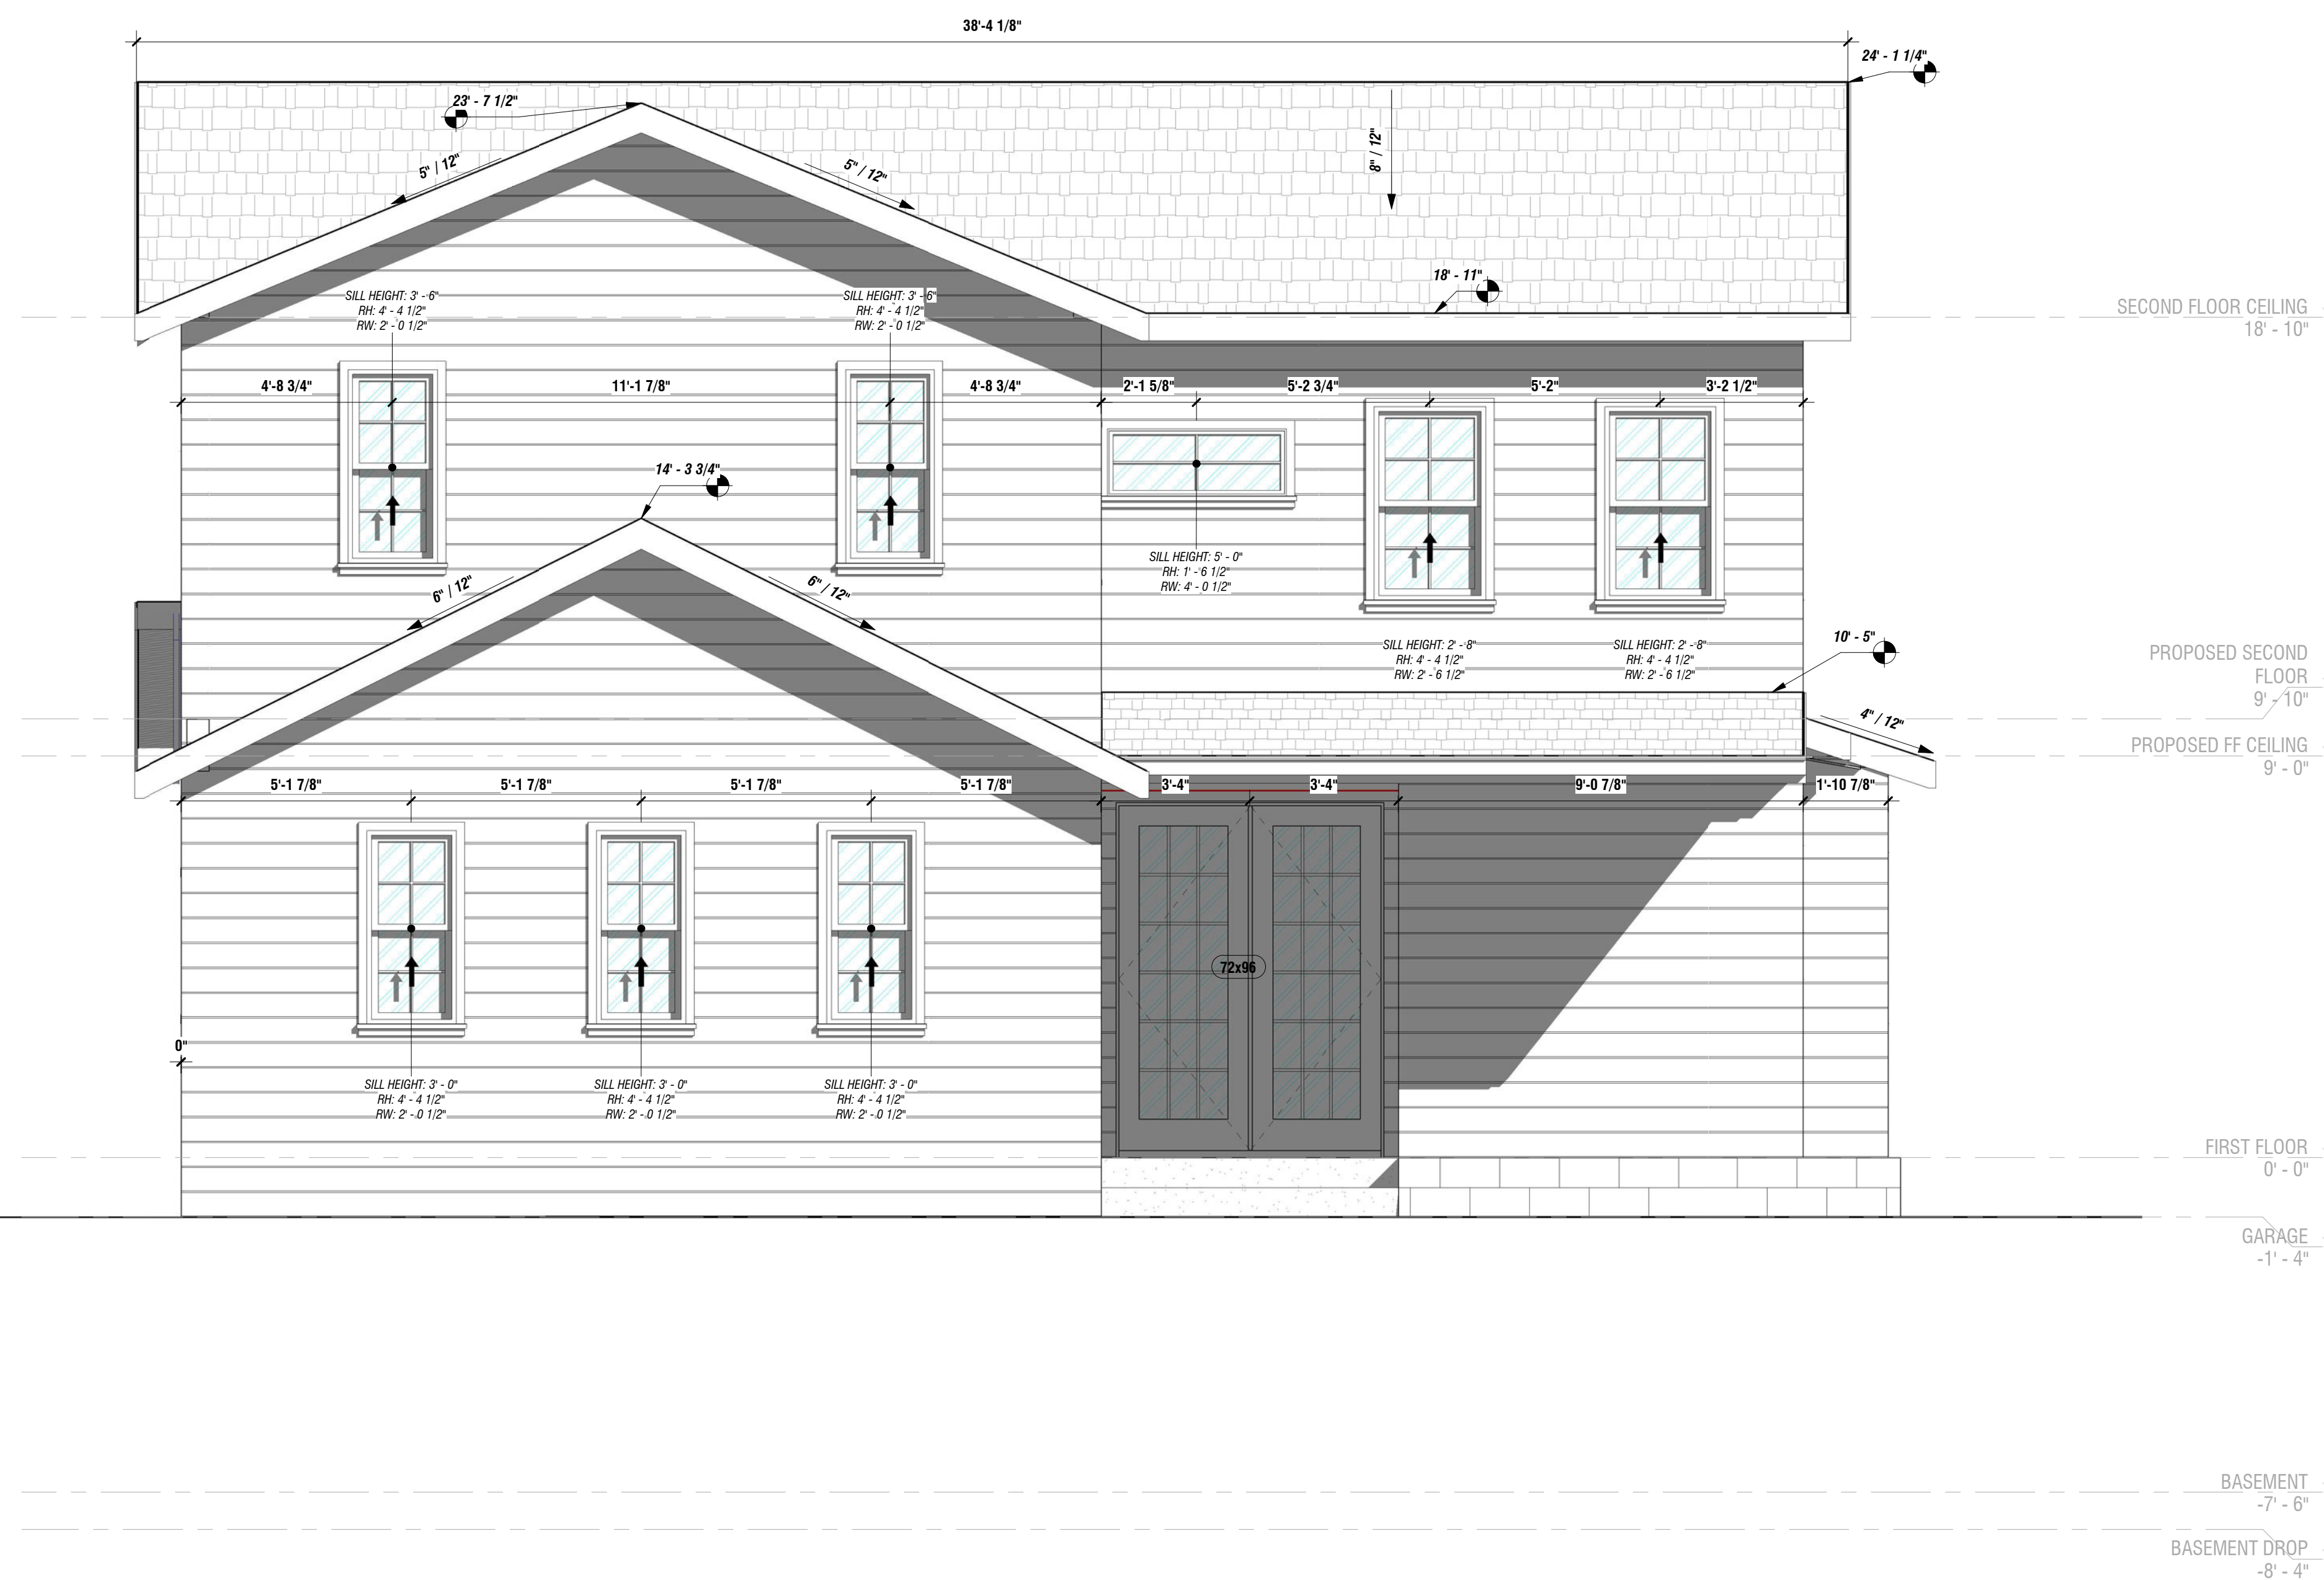 38'-4 1/8"
24' - 1 1/4"
23' - 7 1/2"
5" / 12"
5" / 12"
8" / 12"
18' - 11"
SILL HEIGHT: 3' - 6"
RH: 4' - 4 1/2"
RW: 2' - 0 1/2"
SILL HEIGHT: 3' - 6"
RH: 4' - 4 1/2"
RW: 2' - 0 1/2"
SECOND FLOOR CEILING
18' - 10"
4'-8 3/4"
11'-1 7/8"
4'-8 3/4"
2'-1 5/8"
5'-2 3/4"
5'-2"
3'-2 1/2"
14' - 3 3/4"
SILL HEIGHT: 5' - 0"
RH: 1' - 6 1/2"
RW: 4' - 0 1/2"
6" / 12"
6" / 12"
SILL HEIGHT: 2' - 8"
RH: 4' - 4 1/2"
RW: 2' - 6 1/2"
SILL HEIGHT: 2' - 8"
RH: 4' - 4 1/2"
RW: 2' - 6 1/2"
10' - 5"
PROPOSED SECOND
FLOOR
9' - 10"
4" / 12"
PROPOSED FF CEILING
9' - 0"
5'-1 7/8"
5'-1 7/8"
5'-1 7/8"
5'-1 7/8"
3'-4"
3'-4"
9'-0 7/8"
1'-10 7/8"
72x96
0"
SILL HEIGHT: 3' - 0"
RH: 4' - 4 1/2"
RW: 2' - 0 1/2"
SILL HEIGHT: 3' - 0"
RH: 4' - 4 1/2"
RW: 2' - 0 1/2"
SILL HEIGHT: 3' - 0"
RH: 4' - 4 1/2"
RW: 2' - 0 1/2"
FIRST FLOOR
0' - 0"
GARAGE
-1' - 4"
BASEMENT
-7' - 6"
BASEMENT DROP
-8' - 4"